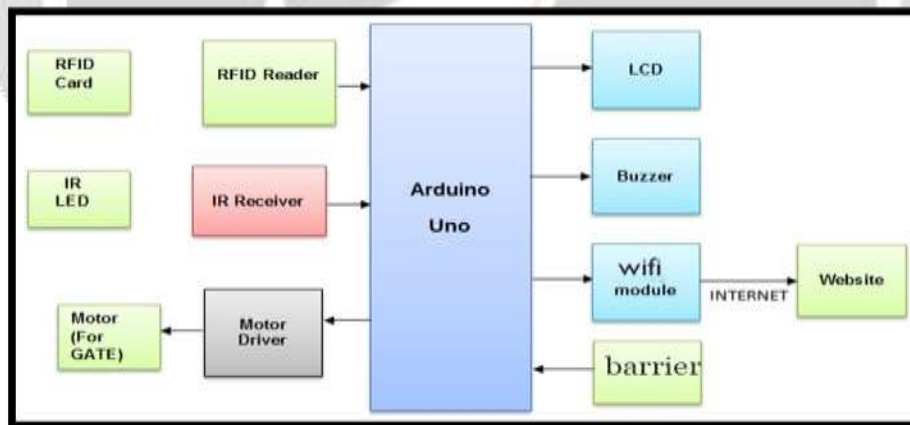 RFID
Card
RFID Reader
LCD
IR
LED
IR Receiver
Arduino
Uno
Buzzer
wifi
module
INTERNET
Website
Motor
(For
GATE)
Motor
Driver
barrier